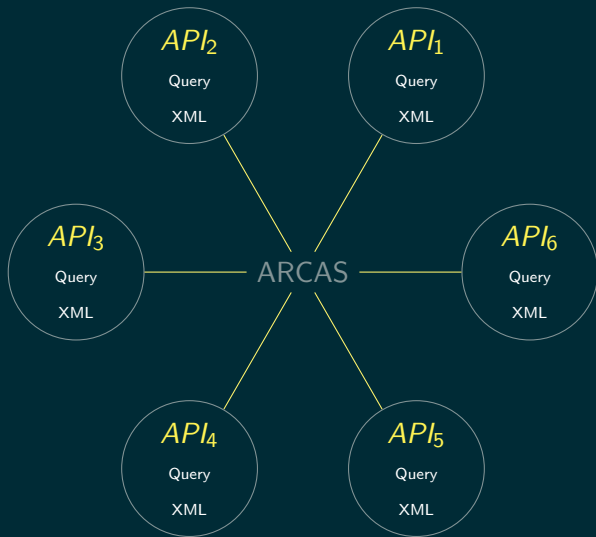 API₂
Query
XML
API₁
Query
XML
API₃
Query
XML
ARCAS
API₆
Query
XML
API₄
Query
XML
API₅
Query
XML